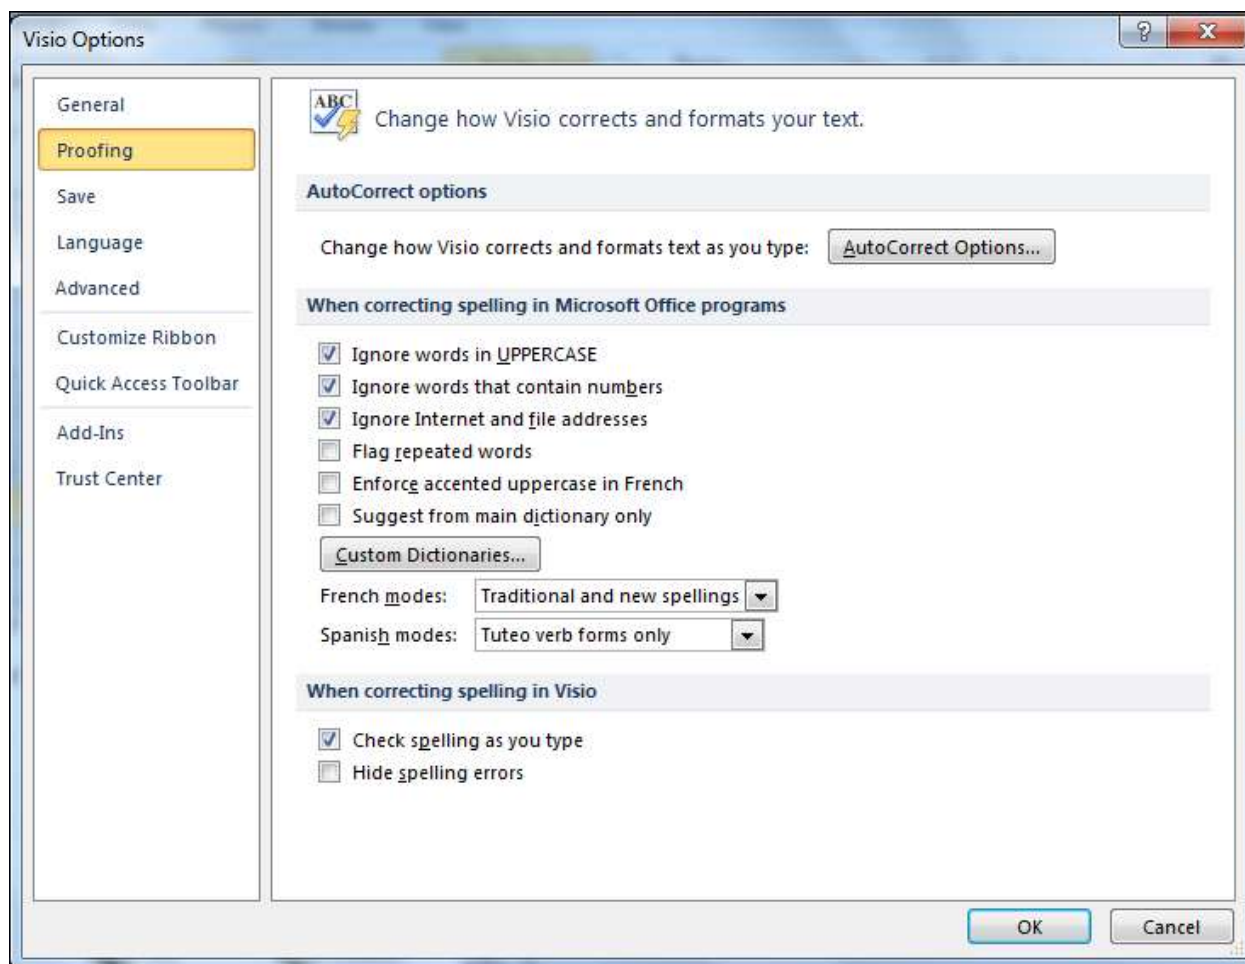 Visio Options
General
Proofing
Save
Language
Advanced
Customize Ribbon
Quick Access Toolbar
Add-Ins
Trust Center
ABC
Change how Visio corrects and formats your text.
AutoCorrect options
Change how Visio corrects and formats text as you type: AutoCorrect Options...
When correcting spelling in Microsoft Office programs
Ignore words in UPPERCASE
Ignore words that contain numbers
Ignore Internet and file addresses
Flag repeated words
Enforce accented uppercase in French
Suggest from main dictionary only
Custom Dictionaries...
French modes: Traditional and new spellings
Spanish modes: Tuteo verb forms only
When correcting spelling in Visio
Check spelling as you type
Hide spelling errors
OK Cancel